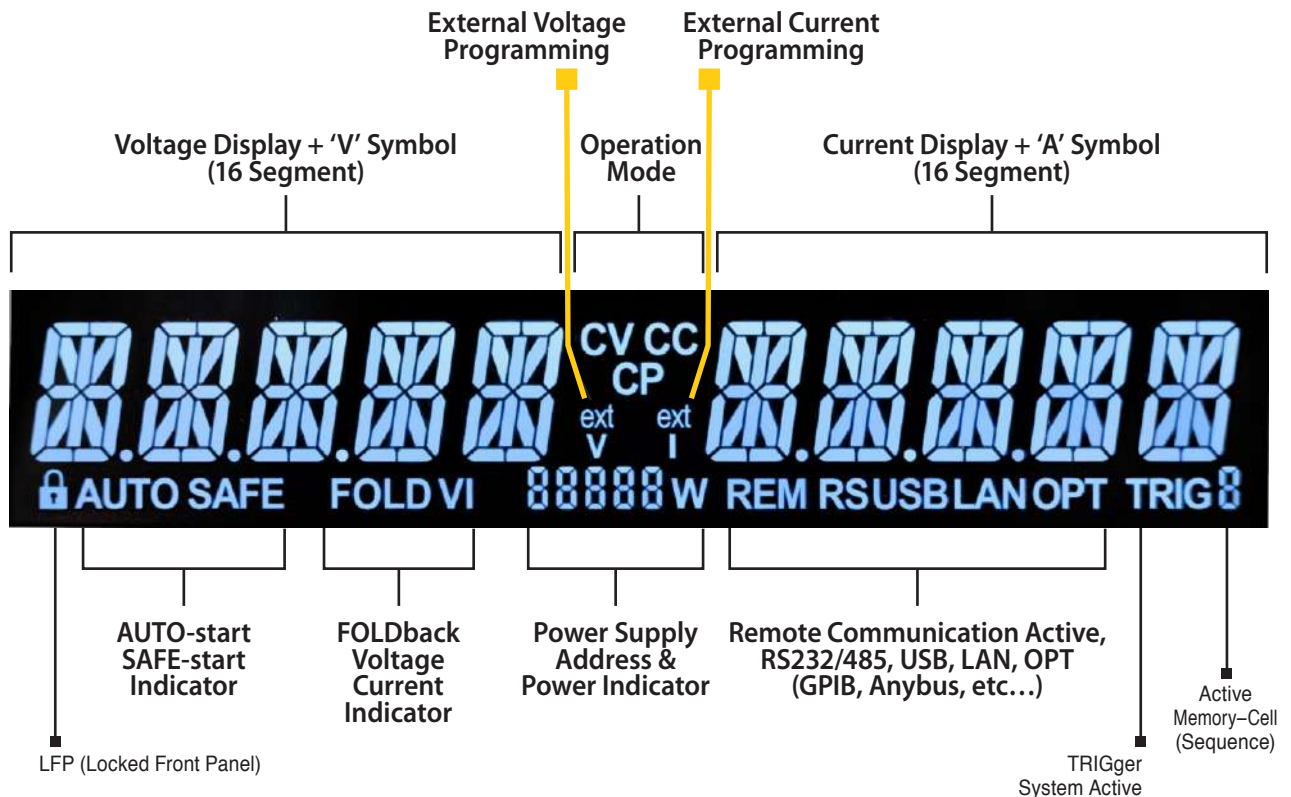 External Voltage
Programming
External Current
Programming
Voltage Display + ‘V’ Symbol
(16 Segment)
Operation
Mode
Current Display + ‘A’ Symbol
(16 Segment)
CV CC
CP
ext
V
ext
I
AUTO SAFE FOLD VI 88888 W REM RS USB LAN OPT TRIG 8
AUTO-start
SAFE-start
Indicator
FOLDback
Voltage
Current
Indicator
Power Supply
Address &
Power Indicator
Remote Communication Active,
RS232/485, USB, LAN, OPT
(GPIB, Anybus, etc...)
Active
Memory–Cell
(Sequence)
LFP (Locked Front Panel)
TRIGger
System Active